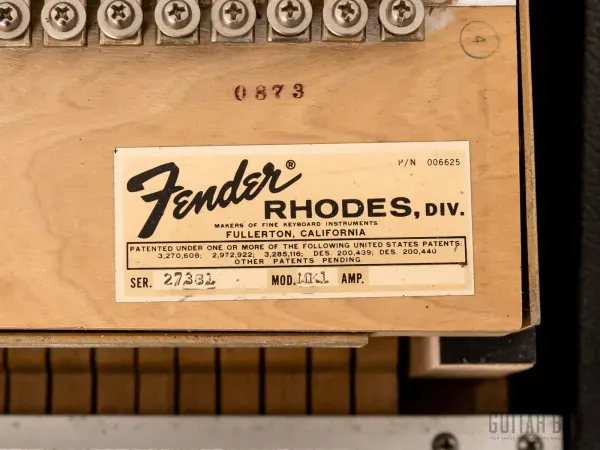 4
0873
Fender®
P/N 006625
RHODES, DIV.
MAKERS OF FINE KEYBOARD INSTRUMENTS
FULLERTON, CALIFORNIA
PATENTED UNDER ONE OR MORE OF THE FOLLOWING UNITED STATES PATENTS:
3,270,608; 2,972,922; 3,285,116; DES. 200,439; DES. 200,440
OTHER PATENTS PENDING
SER. 27381 MOD. MK1 AMP.
GUITAR